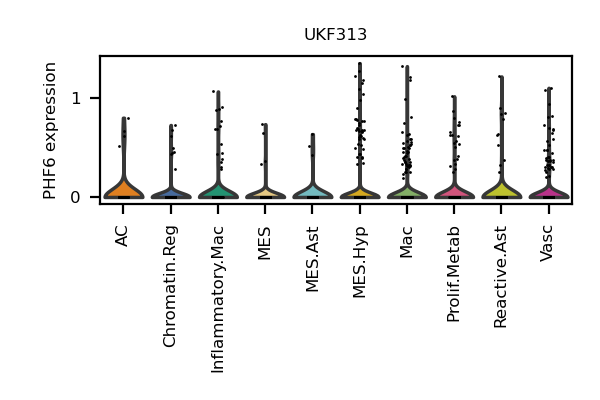 UKF313
PHF6 expression
1
0
AC
Chromatin.Reg
Inflammatory.Mac
MES
MES.Ast
MES.Hyp
Mac
Prolif.Metab
Reactive.Ast
Vasc